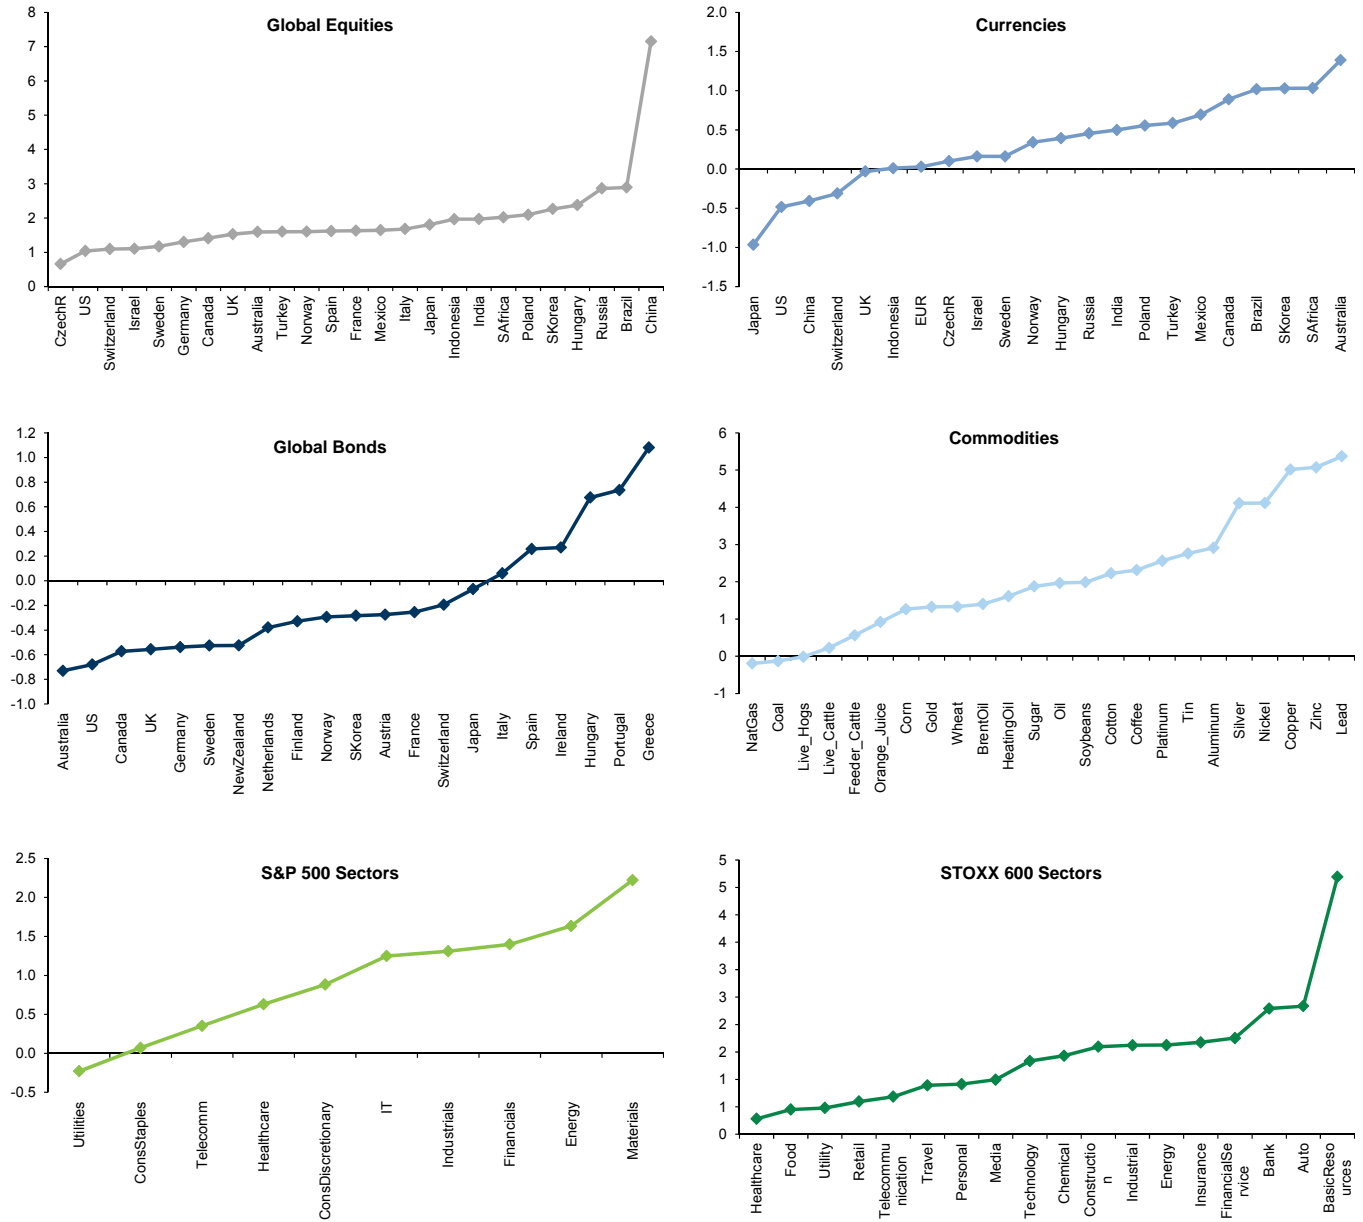 Global Equities
8
7
6
5
4
3
2
1
0
CzechR
US
Switzerland
Israel
Sweden
Germany
Canada
UK
Australia
Turkey
Norway
Spain
France
Mexico
Italy
Japan
Indonesia
India
SAfrica
Poland
SKorea
Hungary
Russia
Brazil
China
Currencies
2.0
1.5
1.0
0.5
0.0
-0.5
-1.0
-1.5
Japan
US
China
Switzerland
UK
Indonesia
EUR
CzechR
Israel
Sweden
Norway
Hungary
Russia
India
Poland
Turkey
Mexico
Canada
Brazil
SKorea
SAfrica
Australia
Global Bonds
1.2
1.0
0.8
0.6
0.4
0.2
0.0
-0.2
-0.4
-0.6
-0.8
-1.0
Australia
US
Canada
UK
Germany
Sweden
NewZealand
Netherlands
Finland
Norway
SKorea
Austria
France
Switzerland
Japan
Italy
Spain
Ireland
Hungary
Portugal
Greece
Commodities
6
5
4
3
2
1
0
-1
NatGas
Coal
Live_Hogs
Live_Cattle
Feeder_Cattle
Orange_Juice
Corn
Gold
Wheat
BrentOil
HeatingOil
Sugar
Oil
Soybeans
Cotton
Coffee
Platinum
Tin
Aluminum
Silver
Nickel
Copper
Zinc
Lead
S&P 500 Sectors
2.5
2.0
1.5
1.0
0.5
0.0
-0.5
Utilities
ConsStaples
Telecomm
Healthcare
ConsDiscretionary
IT
Industrials
Financials
Energy
Materials
STOXX 600 Sectors
5
5
4
4
3
3
2
2
1
1
0
Healthcare
Food
Utility
Retail
Telecommu
nication
Travel
Personal
Media
Technology
Chemical
Constructio
n
Industrial
Energy
Insurance
FinancialSe
rvice
Bank
Auto
BasicReso
urces